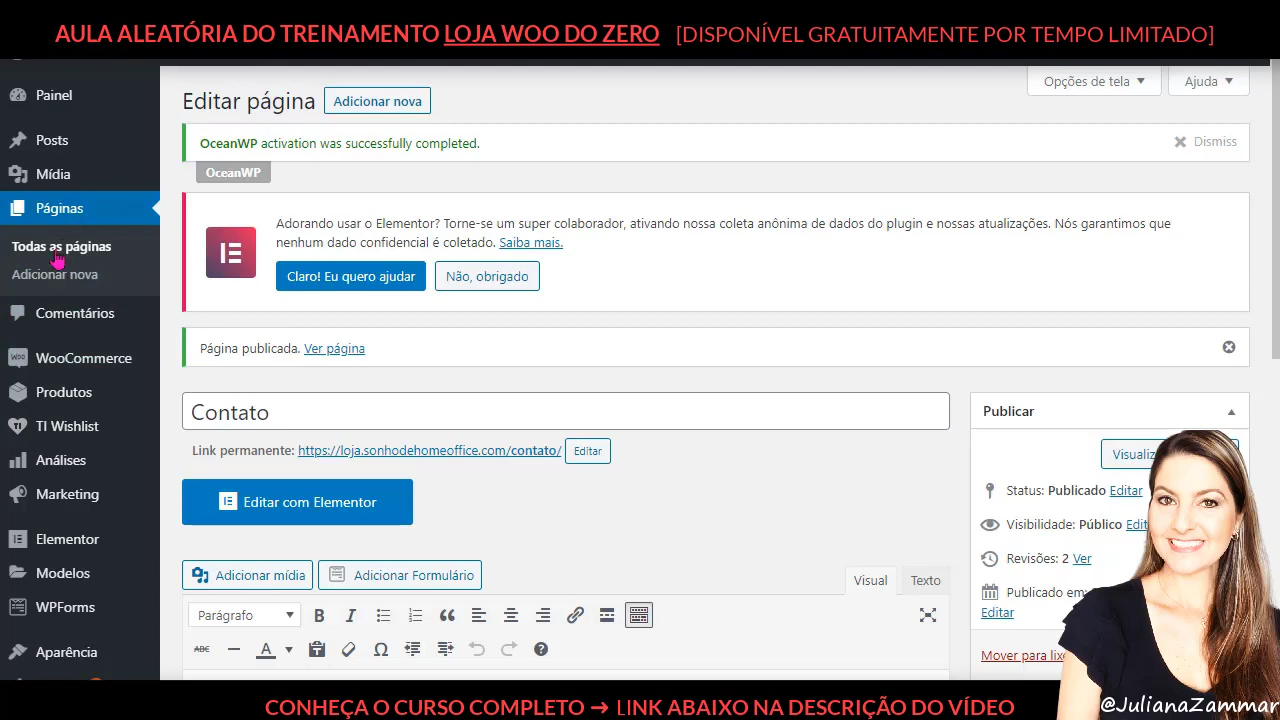 AULA ALEATÓRIA DO TREINAMENTO LOJA WOO DO ZERO [DISPONÍVEL GRATUITAMENTE POR TEMPO LIMITADO]
Opções de tela
Ajuda
Painel
Posts
Mídia
Páginas
Todas as páginas
Adicionar nova
Comentários
WooCommerce
Produtos
TI Wishlist
Análises
Marketing
Elementor
Modelos
WPForms
Aparência
Editar página
Adicionar nova
OceanWP activation was successfully completed.
Dismiss
OceanWP
Adorando usar o Elementor? Torne-se um super colaborador, ativando nossa coleta anônima de dados do plugin e nossas atualizações. Nós garantimos que
nenhum dado confidencial é coletado. Saiba mais.
Claro! Eu quero ajudar
Não, obrigado
Página publicada. Ver página
Contato
Link permanente: https://loja.sonhodehomeoffice.com/contato/
Editar
Editar com Elementor
Adicionar mídia
Adicionar Formulário
Visual
Texto
Parágrafo
Publicar
Status: Publicado Editar
Visibilidade: Público
Revisões: 2 Ver
Publicado em:
Editar
Mover para
@JulianaZammar
CONHEÇA O CURSO COMPLETO → LINK ABAIXO NA DESCRIÇÃO DO VÍDEO